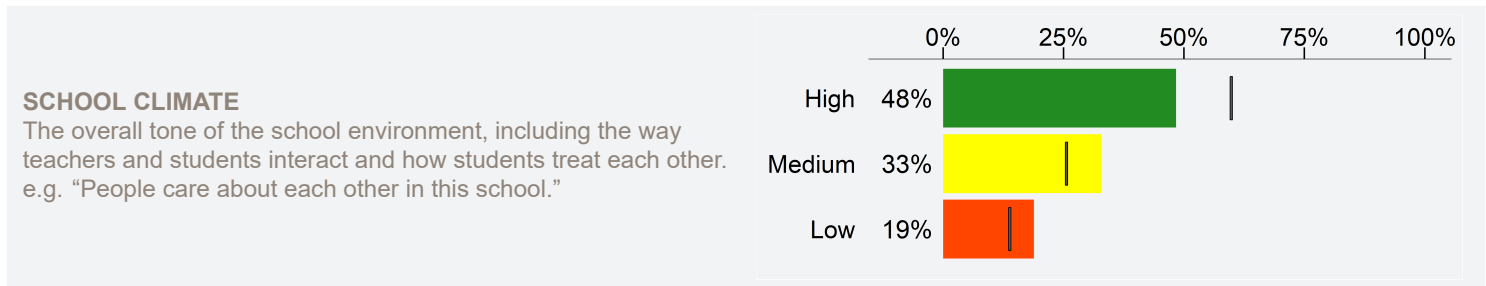 SCHOOL CLIMATE
The overall tone of the school environment, including the way
teachers and students interact and how students treat each other.
e.g. “People care about each other in this school.”
0% 25% 50% 75% 100%
High 48%
Medium 33%
Low 19%